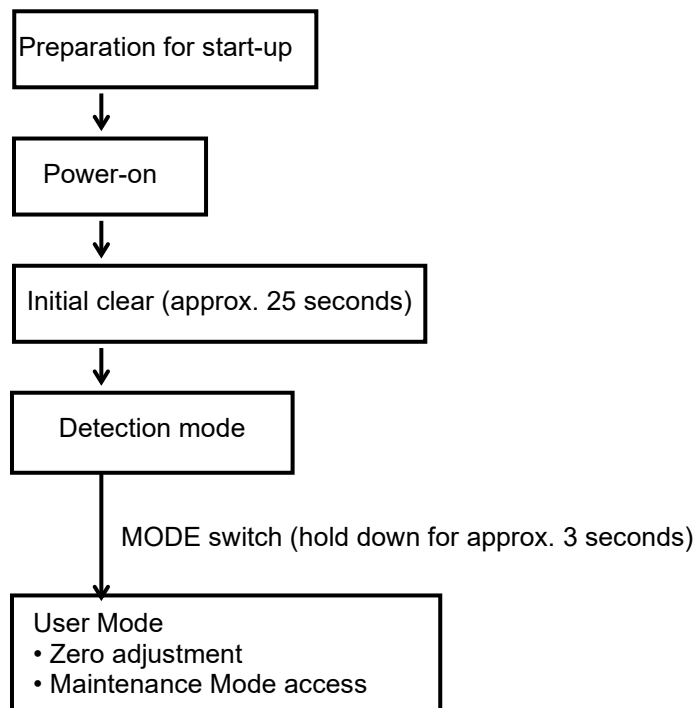 Preparation for start-up
Power-on
Initial clear (approx. 25 seconds)
Detection mode
MODE switch (hold down for approx. 3 seconds)
User Mode
• Zero adjustment
• Maintenance Mode access